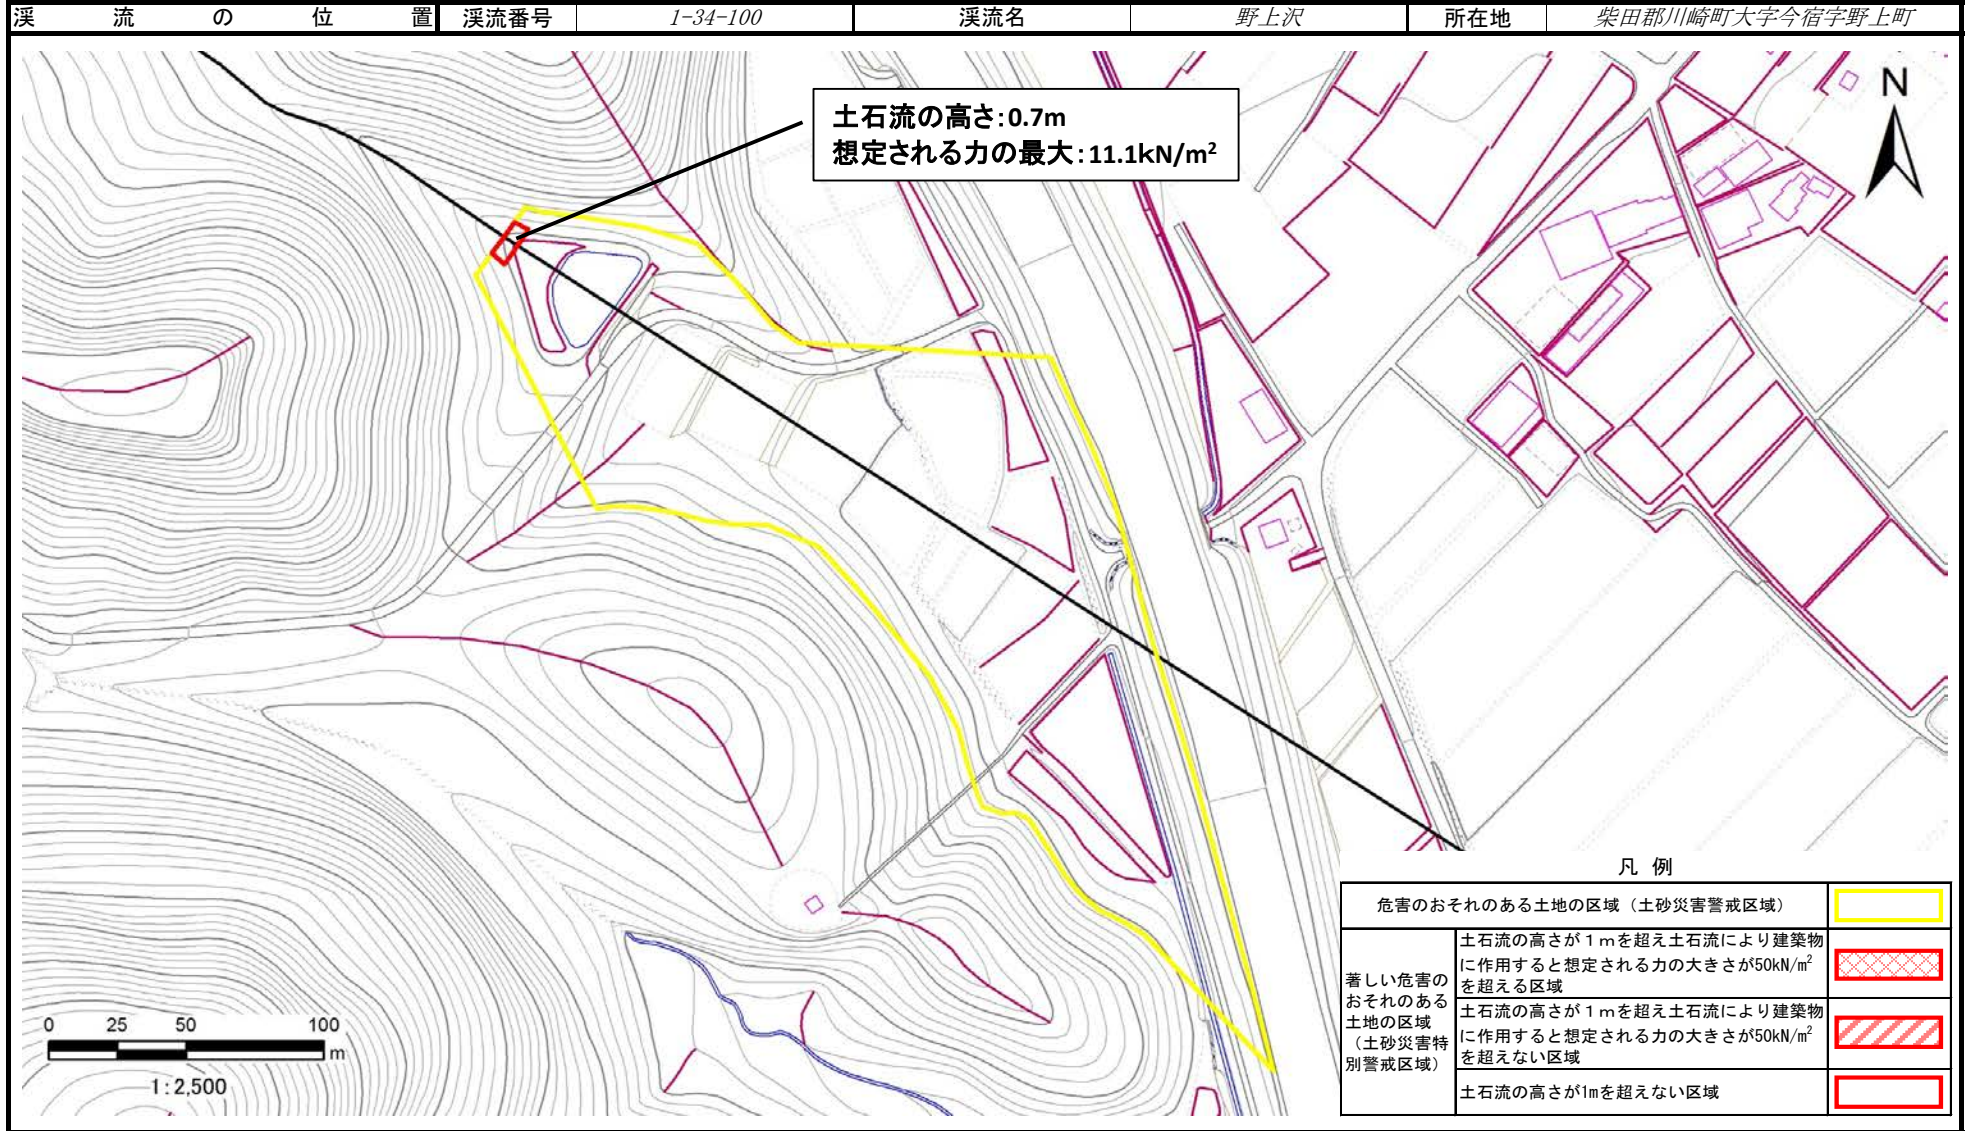 渓流の位置 渓流番号 1-34-100 渓流名 野上沢 所在地 柴田郡川崎町大字今宿字野上町
N
土石流の高さ:0.7m
想定される力の最大:11.1kN/m²
凡 例
危害のおそれのある土地の区域（土砂災害警戒区域）
著しい危害の
おそれのある
土地の区域
（土砂災害特
別警戒区域）
土石流の高さが１ｍを超え土石流により建築物
に作用すると想定される力の大きさが50kN/m²
を超える区域
土石流の高さが１ｍを超え土石流により建築物
に作用すると想定される力の大きさが50kN/m²
を超えない区域
土石流の高さが1mを超えない区域
0 25 50 100
m
1:2,500